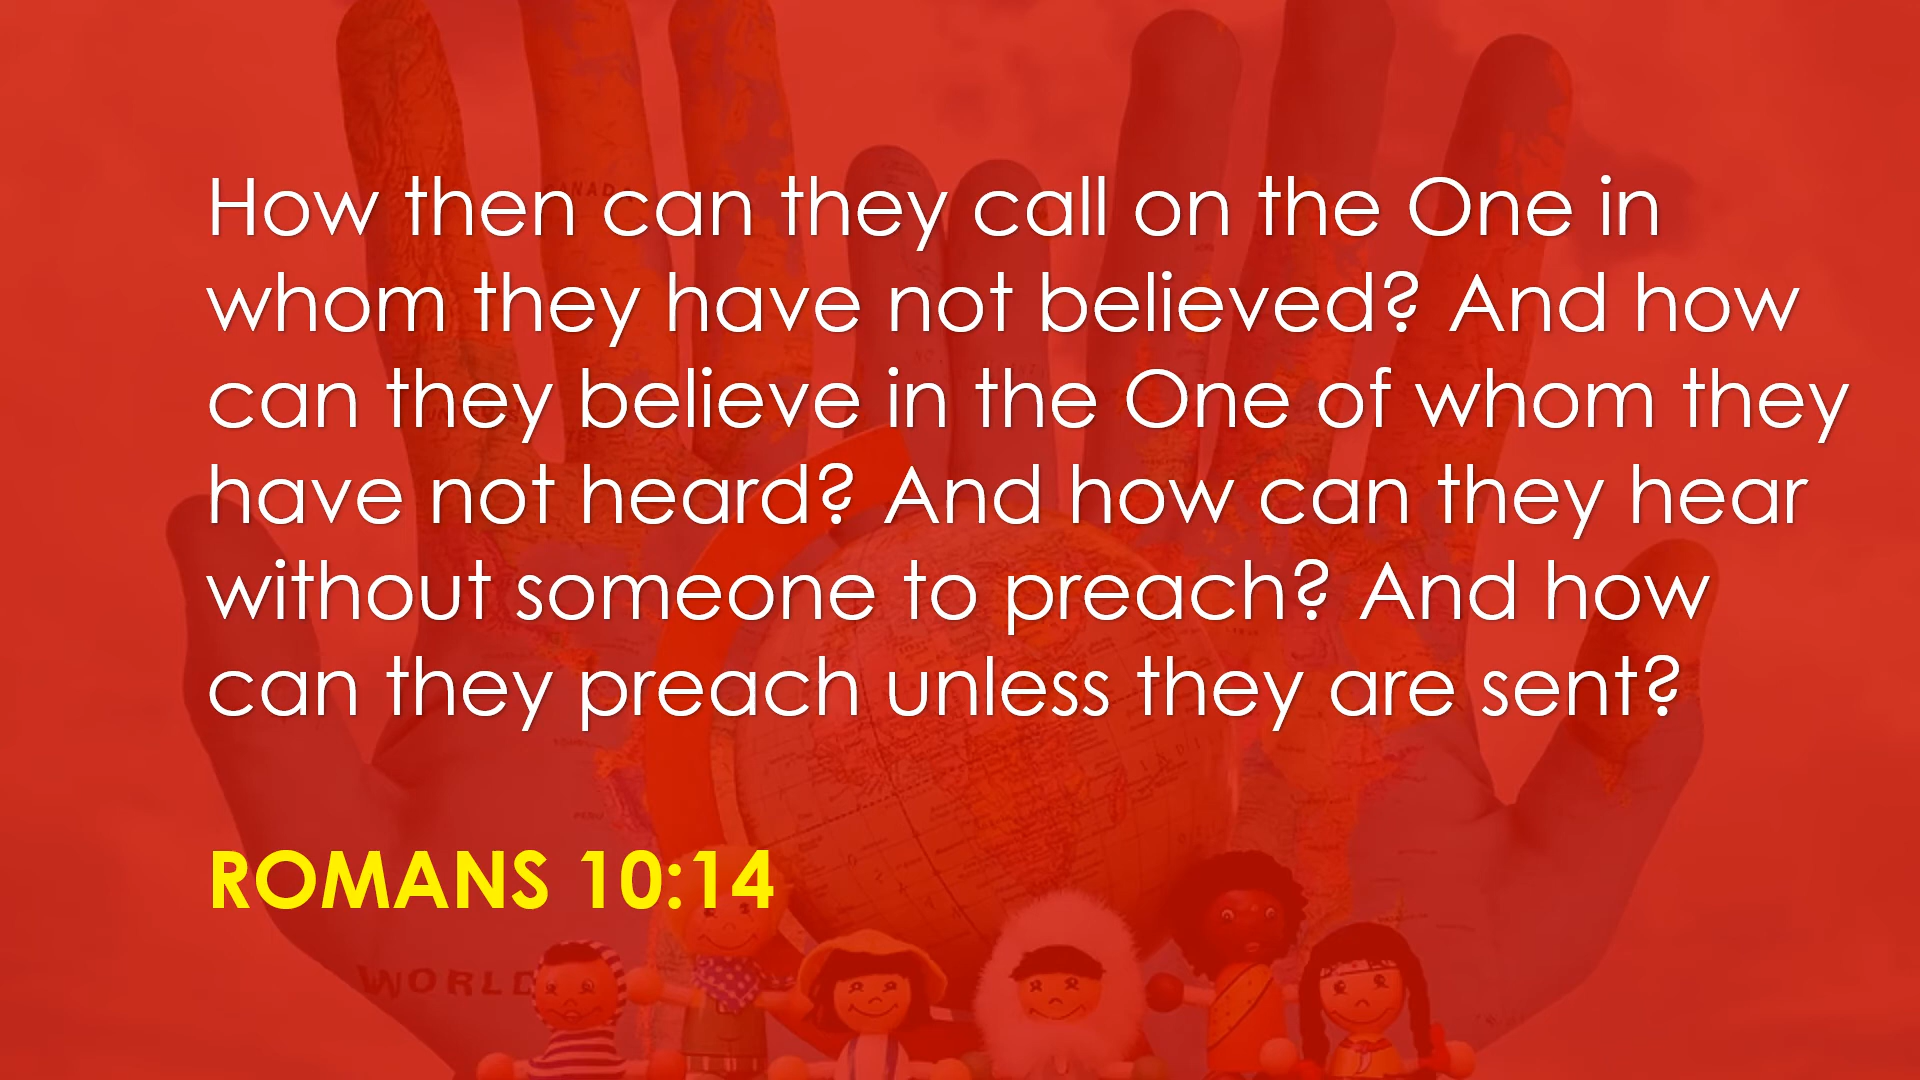 How then can they call on the One in
whom they have not believed? And how
can they believe in the One of whom they
have not heard? And how can they hear
without someone to preach? And how
can they preach unless they are sent?
ROMANS 10:14
WORLD